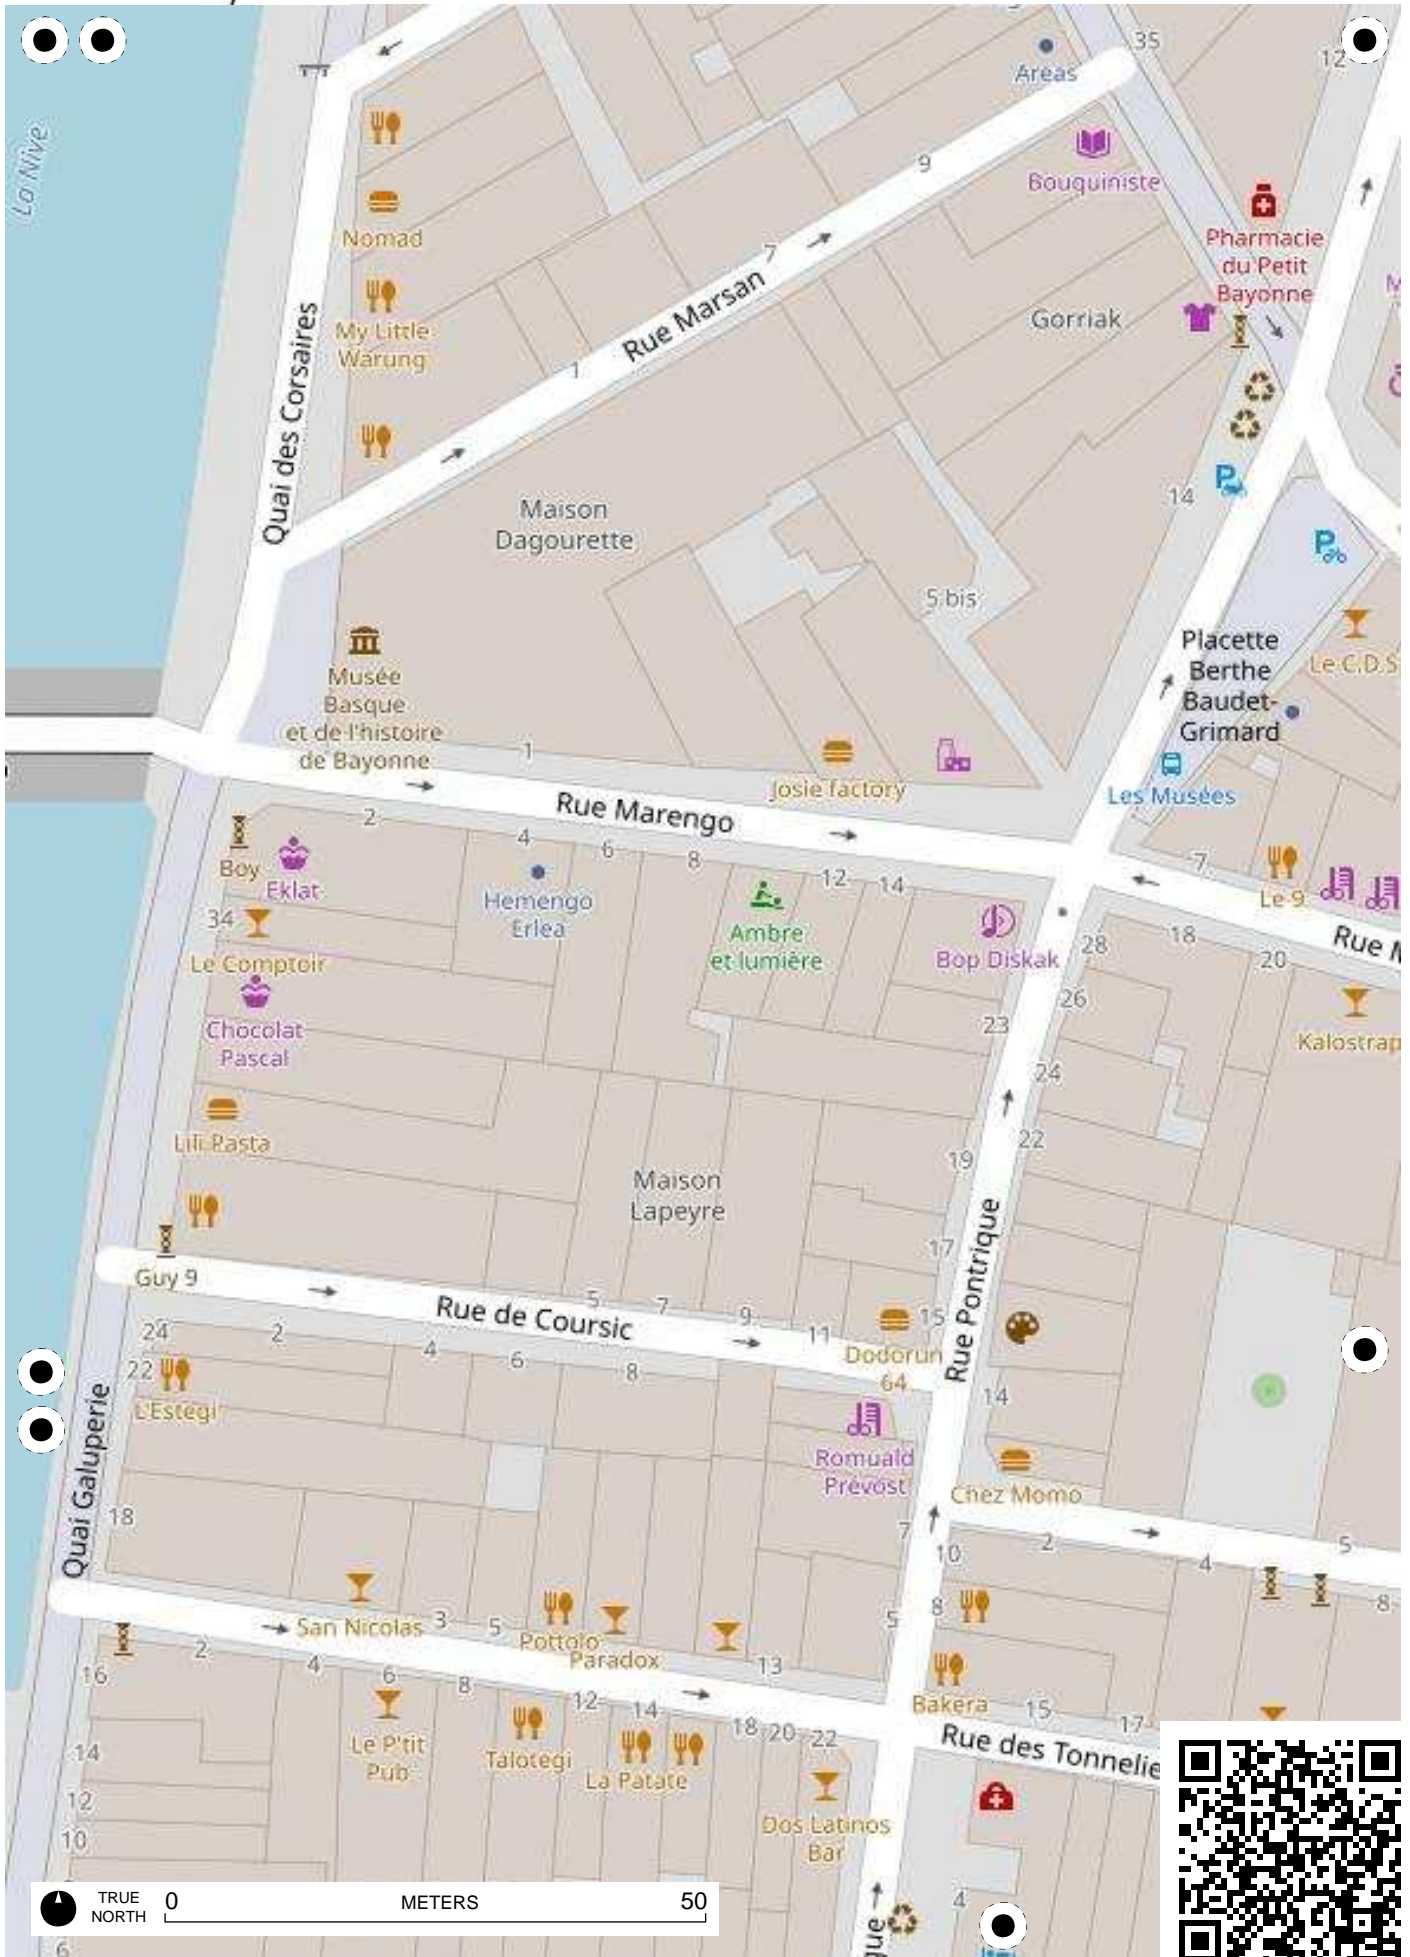 35
Areas
12
La Nive
9
Bouquiniste
Nomad
7
Pharmacie
du Petit
Bayonne
My Little
Warung
Rue Marsan
Gorriak
1
Quai des Corsaires
14
Maison
Dagourette
5 bis
Placette
Berthe
Baudet-
Grimard
Le C.D.S
Musée
Basque
et de l'histoire
de Bayonne
1
Josie factory
Les Musées
Rue Marengo
2
4
6
8
12
14
7
Boy
Eklat
Hemengo
Erlea
Le 9
34
Le Comptoir
Ambre
et lumière
Bop Diskak
28
18
20
Rue M
26
Chocolat
Pascal
23
Kalostrap
24
22
Lili Pasta
19
Maison
Lapeyre
17
Rue Pontrique
Guy 9
Rue de Coursic
5
7
9
11
15
Dodorun
64
24
2
4
6
8
22
L'Estegi
14
Quai Galuperie
Romuald
Prévost
Chez Momo
18
7
10
2
4
5
8
San Nicolas
3
5
Pottolo
Paradox
13
5
8
16
2
4
6
8
12
14
18
20
22
Bakera
15
17
Rue des Tonnelie
14
Le P'tit
Pub
Talotegi
La Patate
12
10
Dos Latinos
Bar
4
TRUE
NORTH
0
METERS
50
gue
6